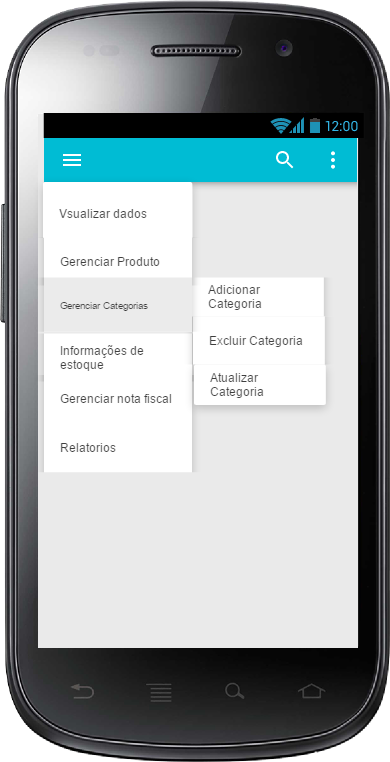 12:00
Visualizar dados
Gerenciar Produto
Gerenciar Categorias
Informações de
estoque
Gerenciar nota fiscal
Relatorios
Adicionar
Categoria
Excluir Categoria
Atualizar
Categoria